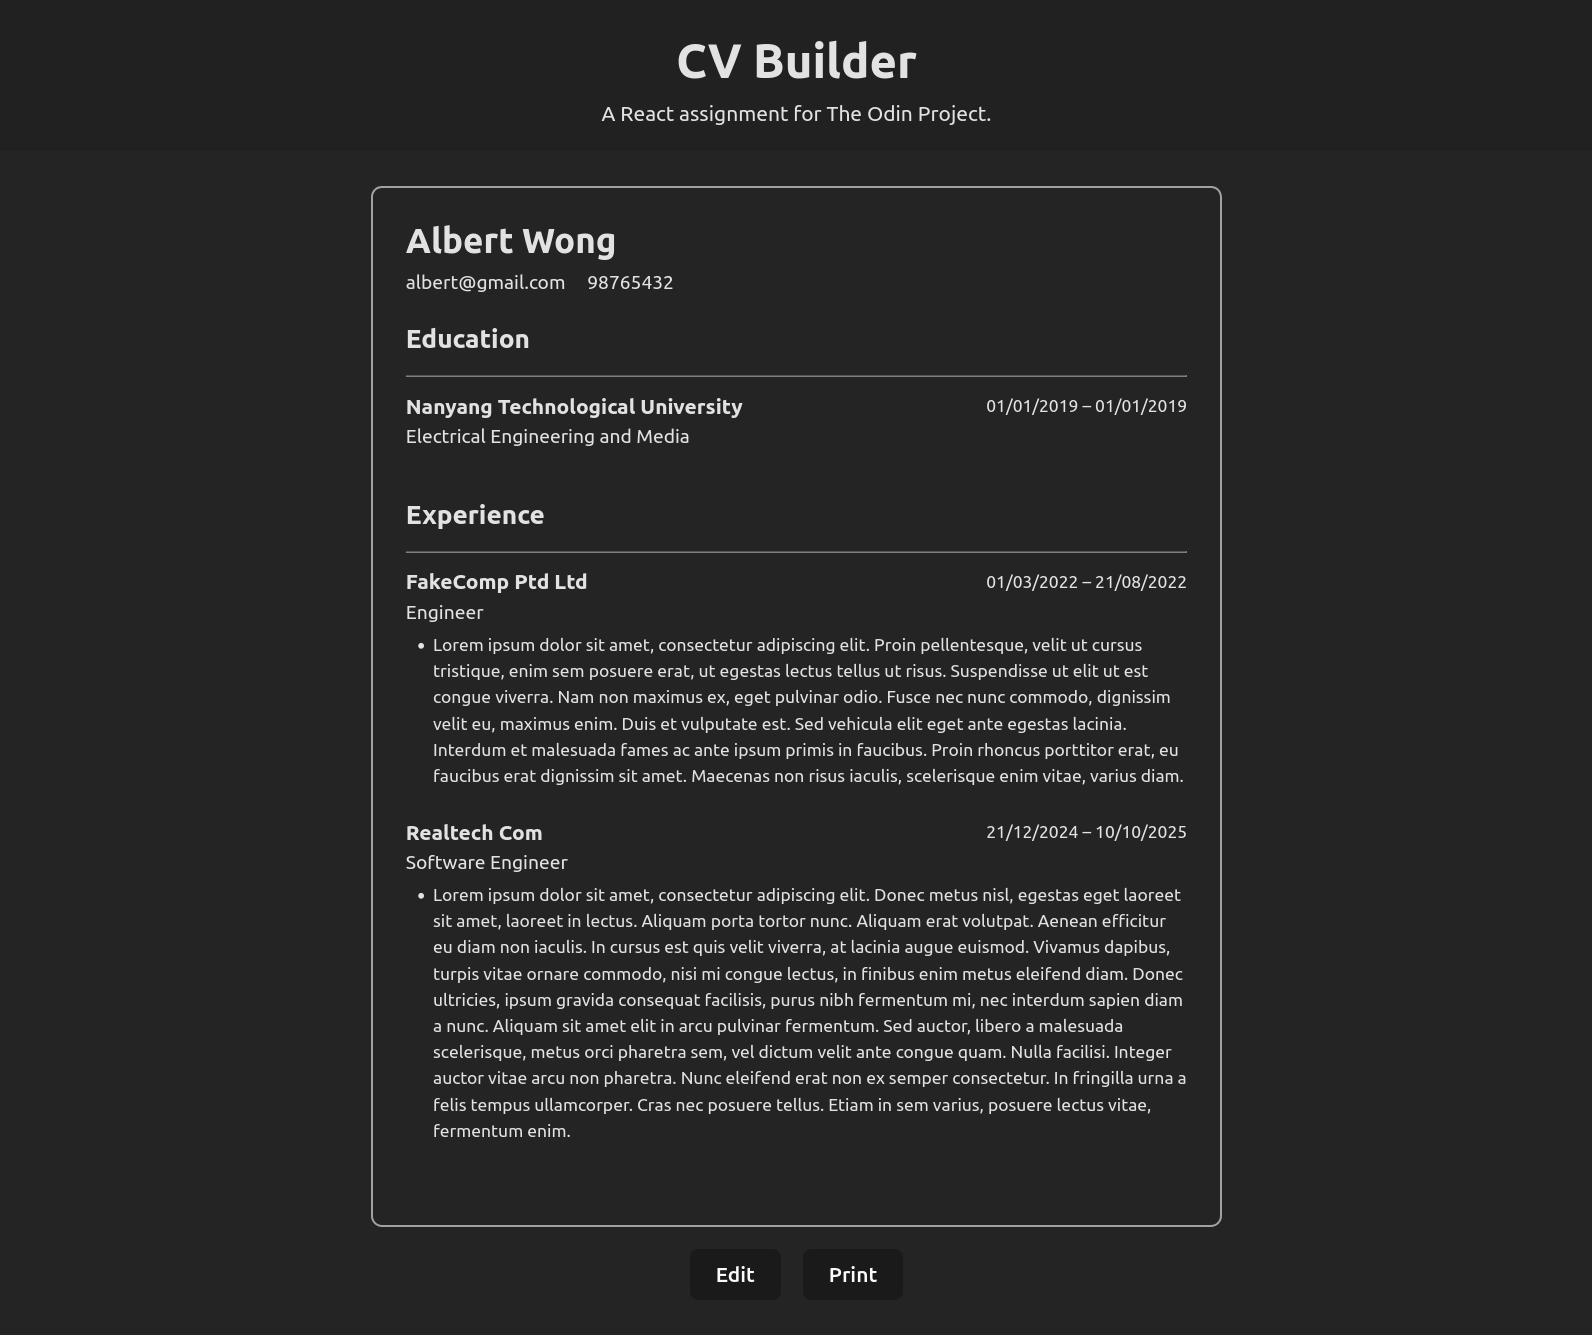 CV Builder
A React assignment for The Odin Project.
Albert Wong
albert@gmail.com 98765432
Education
Nanyang Technological University 01/01/2019 – 01/01/2019
Electrical Engineering and Media
Experience
FakeComp Ptd Ltd 01/03/2022 – 21/08/2022
Engineer
• Lorem ipsum dolor sit amet, consectetur adipiscing elit. Proin pellentesque, velit ut cursus
tristique, enim sem posuere erat, ut egestas lectus tellus ut risus. Suspendisse ut elit ut est
congue viverra. Nam non maximus ex, eget pulvinar odio. Fusce nec nunc commodo, dignissim
velit eu, maximus enim. Duis et vulputate est. Sed vehicula elit eget ante egestas lacinia.
Interdum et malesuada fames ac ante ipsum primis in faucibus. Proin rhoncus porttitor erat, eu
faucibus erat dignissim sit amet. Maecenas non risus iaculis, scelerisque enim vitae, varius diam.
Realtech Com 21/12/2024 – 10/10/2025
Software Engineer
• Lorem ipsum dolor sit amet, consectetur adipiscing elit. Donec metus nisl, egestas eget laoreet
sit amet, laoreet in lectus. Aliquam porta tortor nunc. Aliquam erat volutpat. Aenean efficitur
eu diam non iaculis. In cursus est quis velit viverra, at lacinia augue euismod. Vivamus dapibus,
turpis vitae ornare commodo, nisi mi congue lectus, in finibus enim metus eleifend diam. Donec
ultricies, ipsum gravida consequat facilisis, purus nibh fermentum mi, nec interdum sapien diam
a nunc. Aliquam sit amet elit in arcu pulvinar fermentum. Sed auctor, libero a malesuada
scelerisque, metus orci pharetra sem, vel dictum velit ante congue quam. Nulla facilisi. Integer
auctor vitae arcu non pharetra. Nunc eleifend erat non ex semper consectetur. In fringilla urna a
felis tempus ullamcorper. Cras nec posuere tellus. Etiam in sem varius, posuere lectus vitae,
fermentum enim.
Edit Print